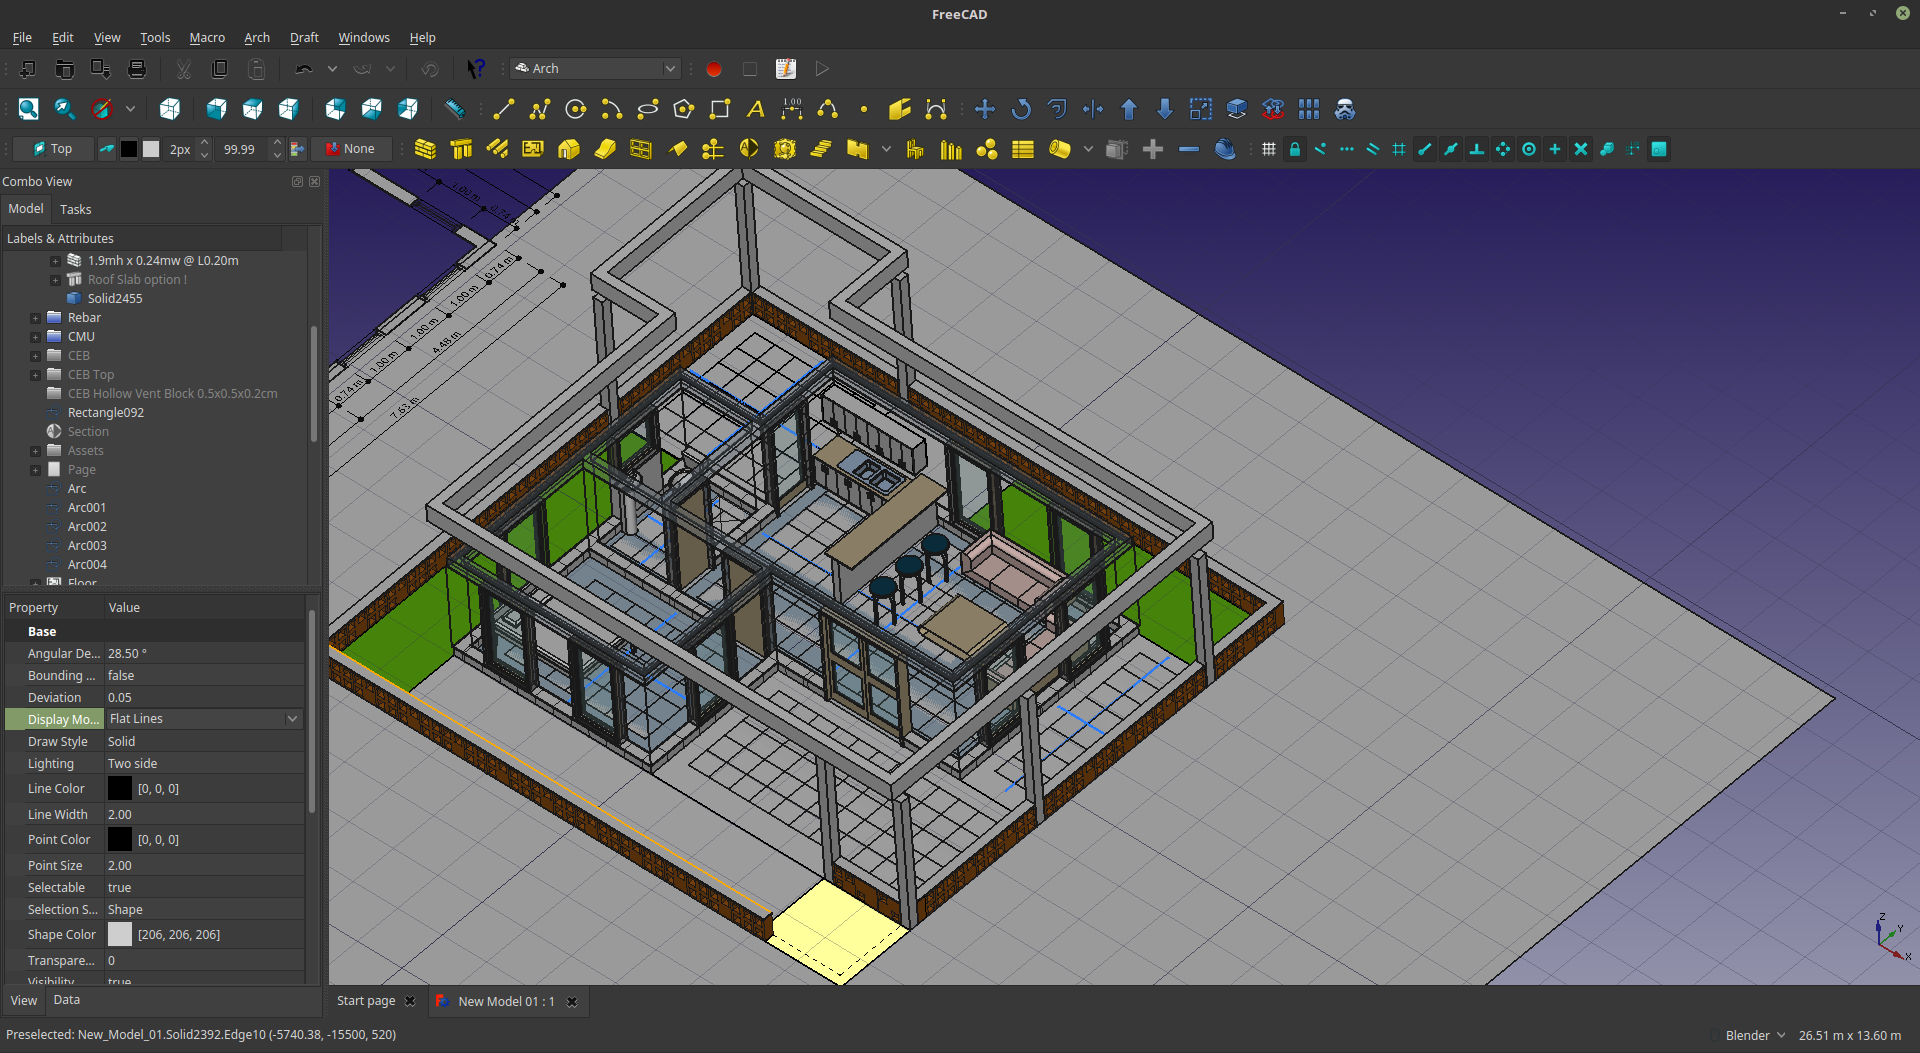 FreeCAD
File Edit View Tools Macro Arch Draft Windows Help
Arch
1.00
Top 2px 99.99 None
Combo View
Model Tasks
Labels & Attributes
1.9mh x 0.24mw @ L0.20m
Roof Slab option !
Solid2455
Rebar
CMU
CEB
CEB Top
CEB Hollow Vent Block 0.5x0.5x0.2cm
Rectangle092
Section
Assets
Page
Arc
Arc001
Arc002
Arc003
Arc004
Floor
Property Value
Base
Angular De... 28.50 °
Bounding ... false
Deviation 0.05
Display Mo... Flat Lines
Draw Style Solid
Lighting Two side
Line Color [0, 0, 0]
Line Width 2.00
Point Color [0, 0, 0]
Point Size 2.00
Selectable true
Selection S... Shape
Shape Color [206, 206, 206]
Transpare... 0
Visibility true
View Data
1.00 m
0.74 m
0.74 m
1.00 m
1.00 m
4.48 m
1.00 m
0.74 m
7.63 m
Z
Y
X
Start page New Model 01 : 1
Preselected: New_Model_01.Solid2392.Edge10 (-5740.38, -15500, 520)
Blender 26.51 m x 13.60 m